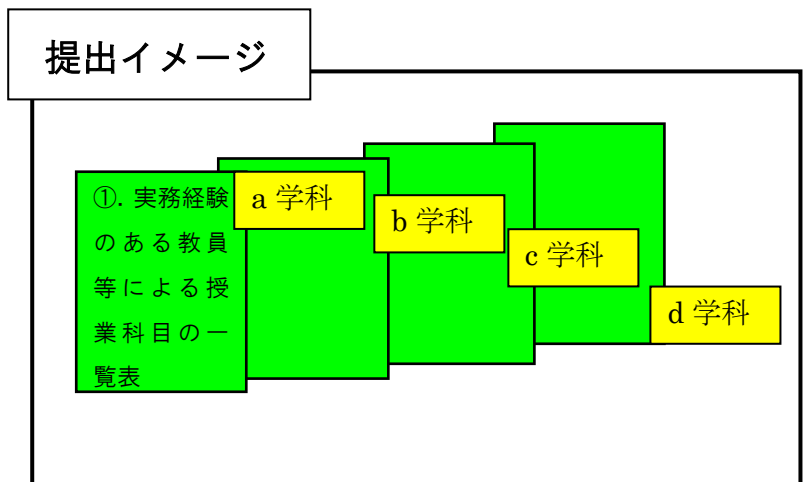 提出イメージ
①. 実務経験
のある教員
等による授
業科目の一
覧表
a 学科
b 学科
c 学科
d 学科